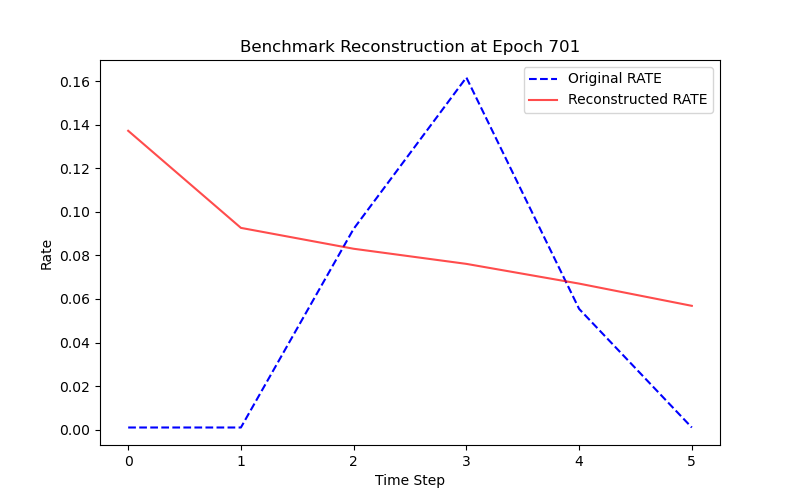 Benchmark Reconstruction at Epoch 701
Original RATE
Reconstructed RATE
Rate
0.16
0.14
0.12
0.10
0.08
0.06
0.04
0.02
0.00
0 1 2 3 4 5
Time Step